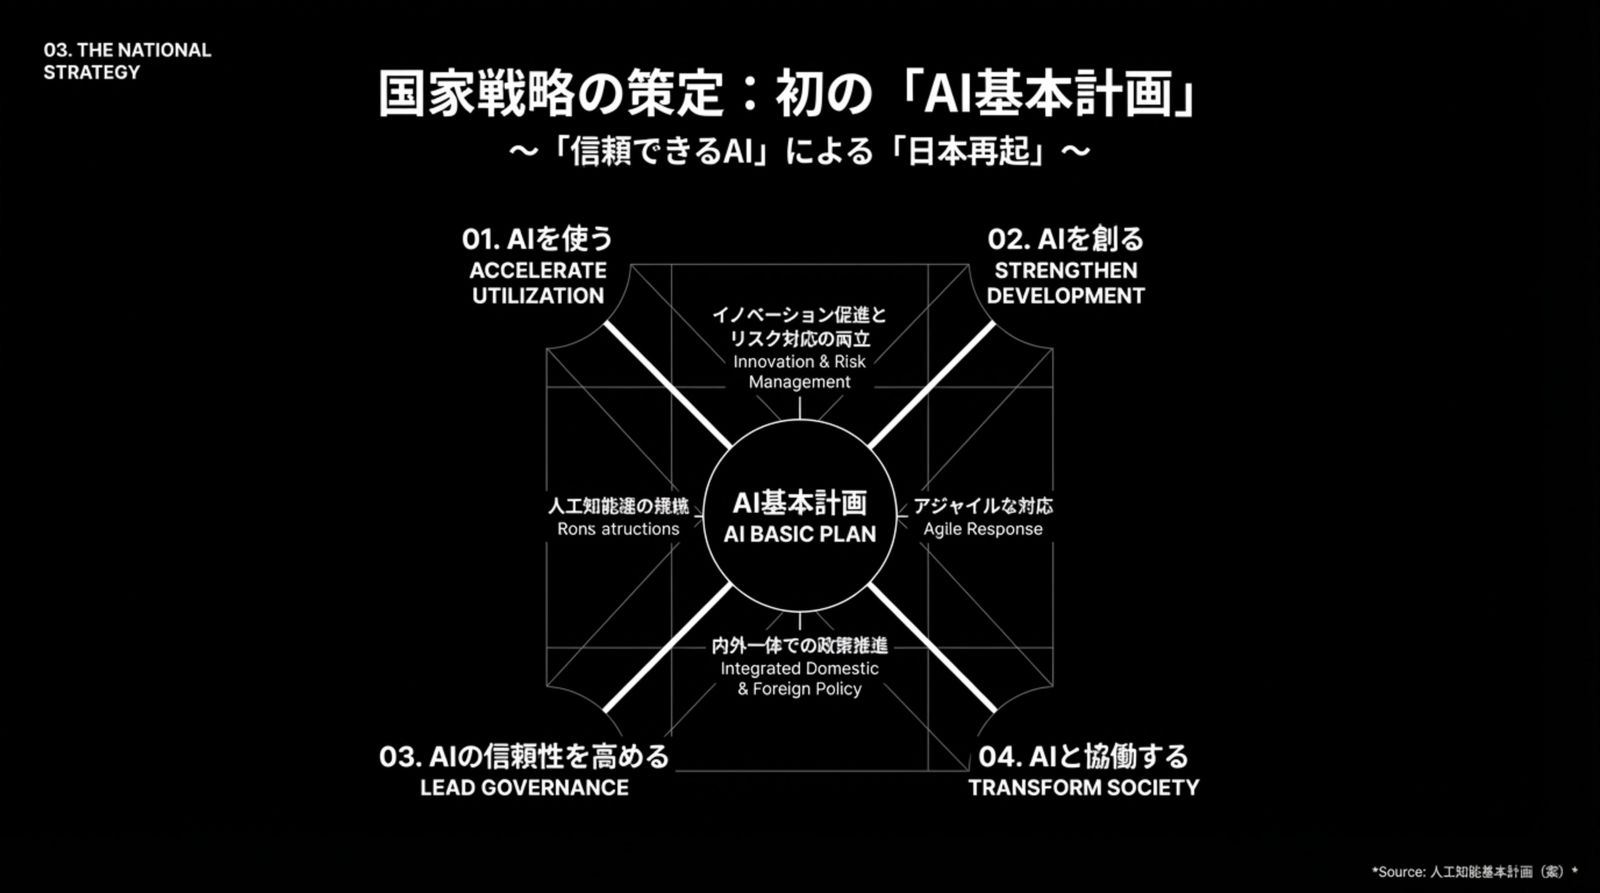 03. THE NATIONAL
STRATEGY
国家戦略の策定：初の「AI基本計画」
～「信頼できるAI」による「日本再起」～
01. AIを使う
ACCELERATE
UTILIZATION
02. AIを創る
STRENGTHEN
DEVELOPMENT
イノベーション促進と
リスク対応の両立
Innovation & Risk
Management
人工知能
Rons atructions
AI基本計画
AI BASIC PLAN
アジャイルな対応
Agile Response
内外一体での政策推進
Integrated Domestic
& Foreign Policy
03. AIの信頼性を高める
LEAD GOVERNANCE
04. AIと協働する
TRANSFORM SOCIETY
*Source: 人工知能基本計画（案）*